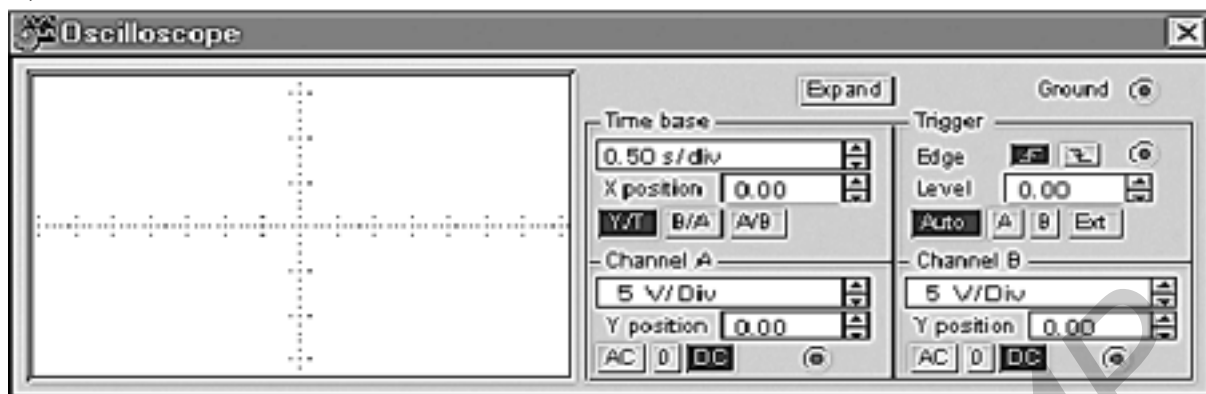 Oscilloscope
Expand
Ground
Time base
0.50 s/div
X position 0.00
Y/T B/A A/B
Trigger
Edge
Level 0.00
Auto A B Ext
Channel A
5 V/Div
Y position 0.00
AC 0 DC
Channel B
5 V/Div
Y position 0.00
AC 0 DC